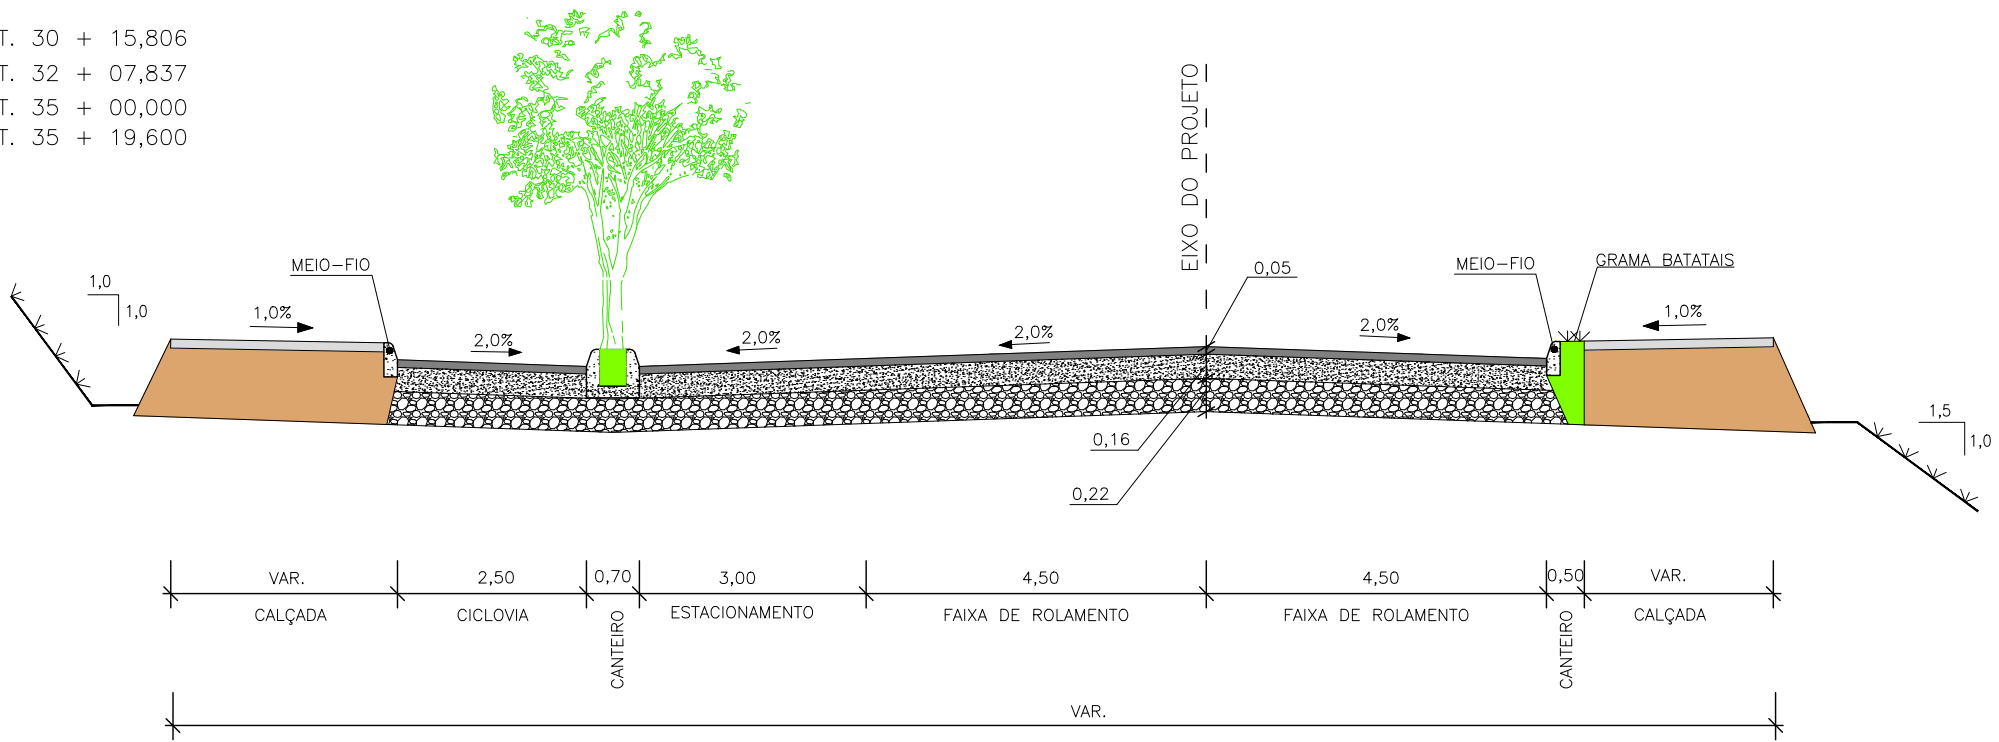 T. 30 + 15,806
T. 32 + 07,837
T. 35 + 00,000
T. 35 + 19,600
EIXO DO PROJETO
MEIO-FIO
0,05
MEIO-FIO
GRAMA BATATAIS
1,0
1,0
1,0%
2,0%
2,0%
2,0%
2,0%
1,0%
1,5
1,0
0,16
0,22
VAR.
2,50
0,70
3,00
4,50
4,50
0,50
VAR.
CALÇADA
CICLOVIA
CANTEIRO
ESTACIONAMENTO
FAIXA DE ROLAMENTO
FAIXA DE ROLAMENTO
CANTEIRO
CALÇADA
VAR.